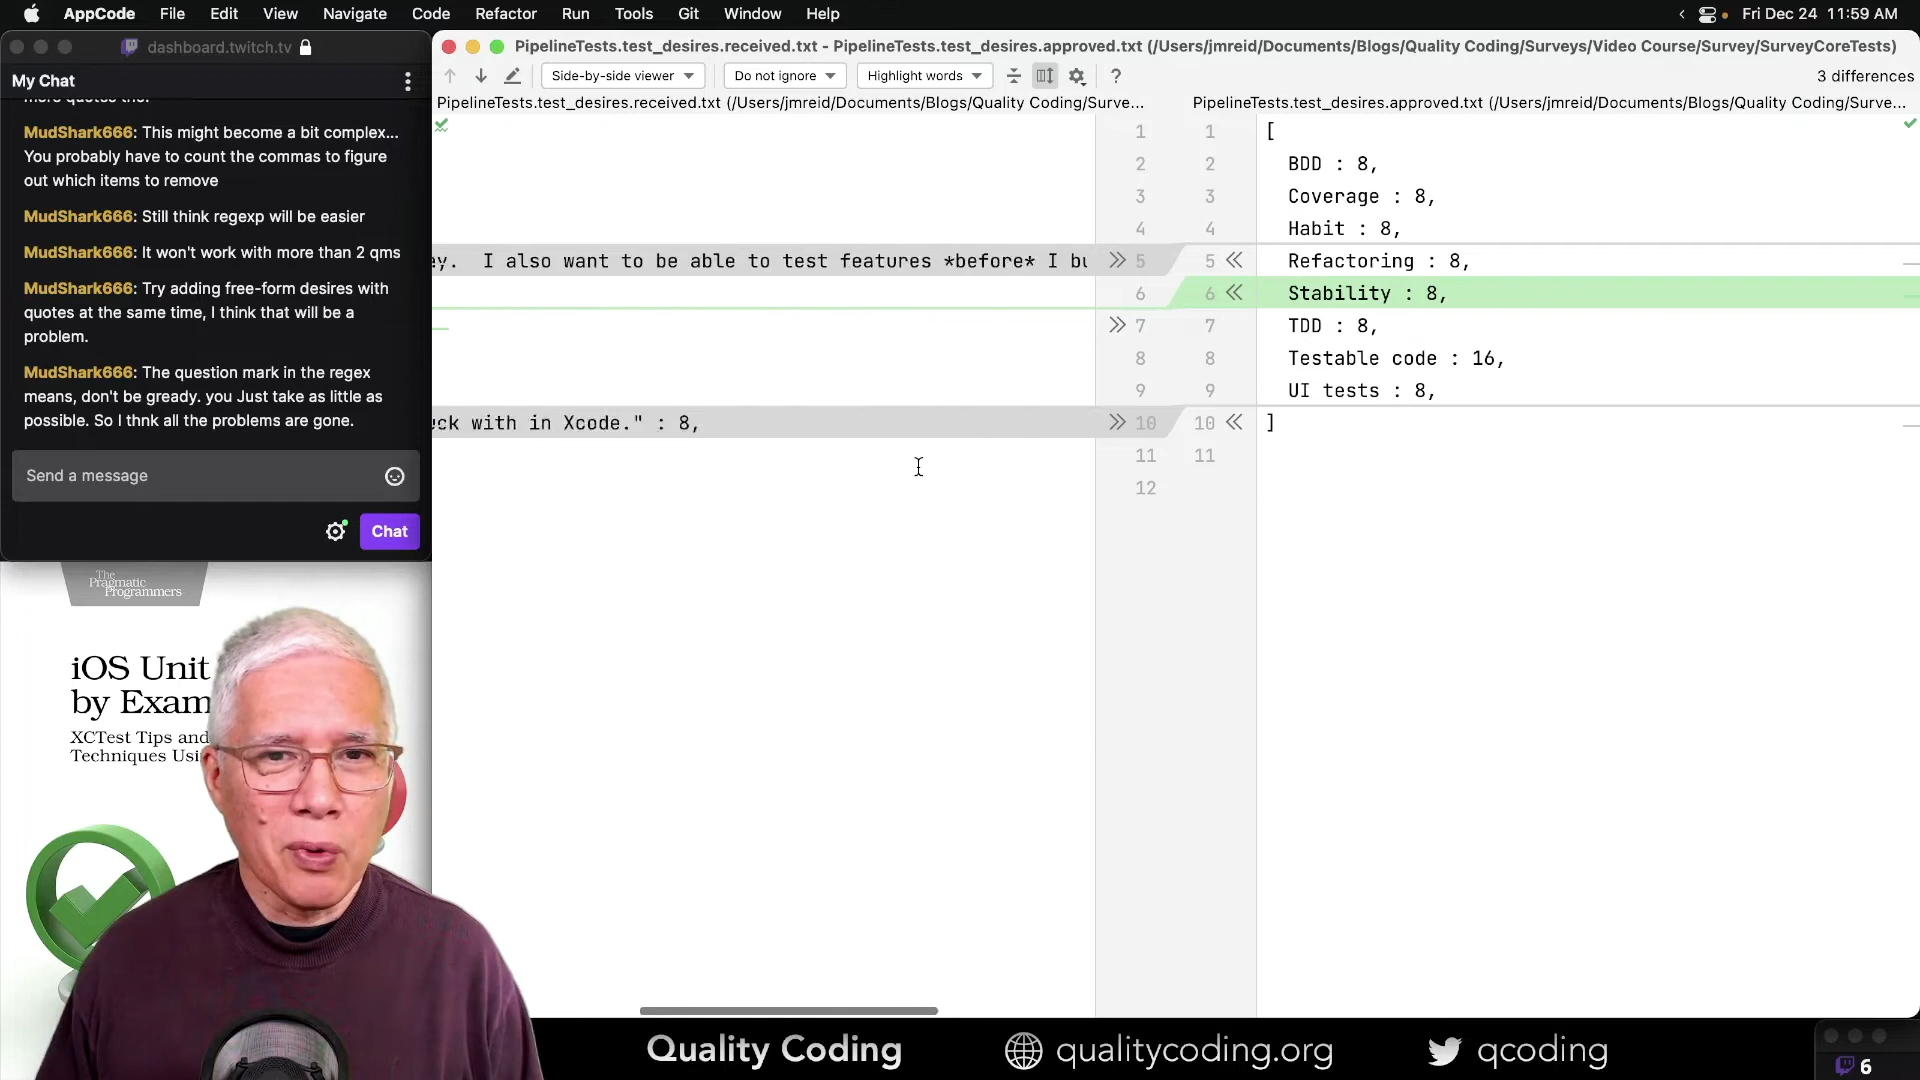 AppCode File Edit View Navigate Code Refactor Run Tools Git Window Help
Fri Dec 24 11:59 AM
dashboard.twitch.tv
My Chat
more quotes tho.
MudShark666: This might become a bit complex...
You probably have to count the commas to figure
out which items to remove
MudShark666: Still think regexp will be easier
MudShark666: It won't work with more than 2 qms
MudShark666: Try adding free-form desires with
quotes at the same time, I think that will be a
problem.
MudShark666: The question mark in the regex
means, don't be gready. you Just take as little as
possible. So I thnk all the problems are gone.
Send a message
Chat
PipelineTests.test_desires.received.txt - PipelineTests.test_desires.approved.txt (/Users/jmreid/Documents/Blogs/Quality Coding/Surveys/Video Course/Survey/SurveyCoreTests)
Side-by-side viewer Do not ignore Highlight words ? 3 differences
PipelineTests.test_desires.received.txt (/Users/jmreid/Documents/Blogs/Quality Coding/Surve...
PipelineTests.test_desires.approved.txt (/Users/jmreid/Documents/Blogs/Quality Coding/Surve...
1 1 [
2 2 BDD : 8,
3 3 Coverage : 8,
4 4 Habit : 8,
ey. I also want to be able to test features *before* I bu 5 5 Refactoring : 8,
6 6 Stability : 8,
7 7 TDD : 8,
8 8 Testable code : 16,
9 9 UI tests : 8,
uck with in Xcode." : 8, 10 10 ]
11 11
12
The
Pragmatic
Programmers
iOS Unit
by Exam
XCTest Tips and
Techniques Usi
Quality Coding qualitycoding.org qcoding
6